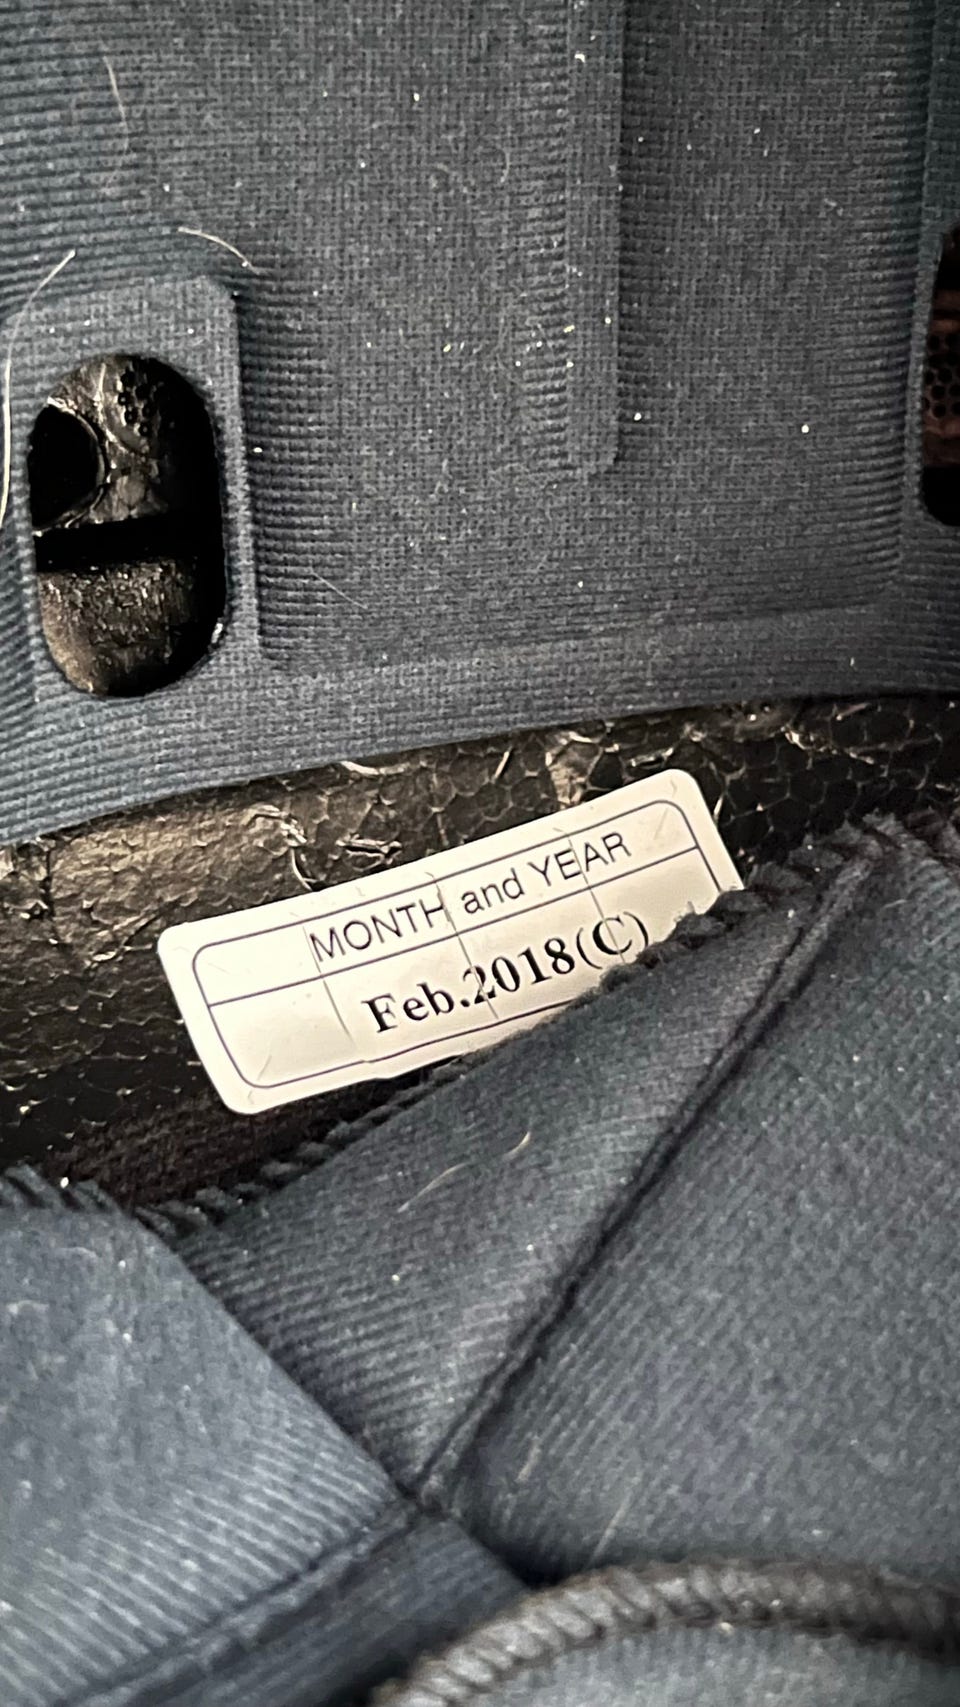 MONTH and YEAR
Feb.2018(C)